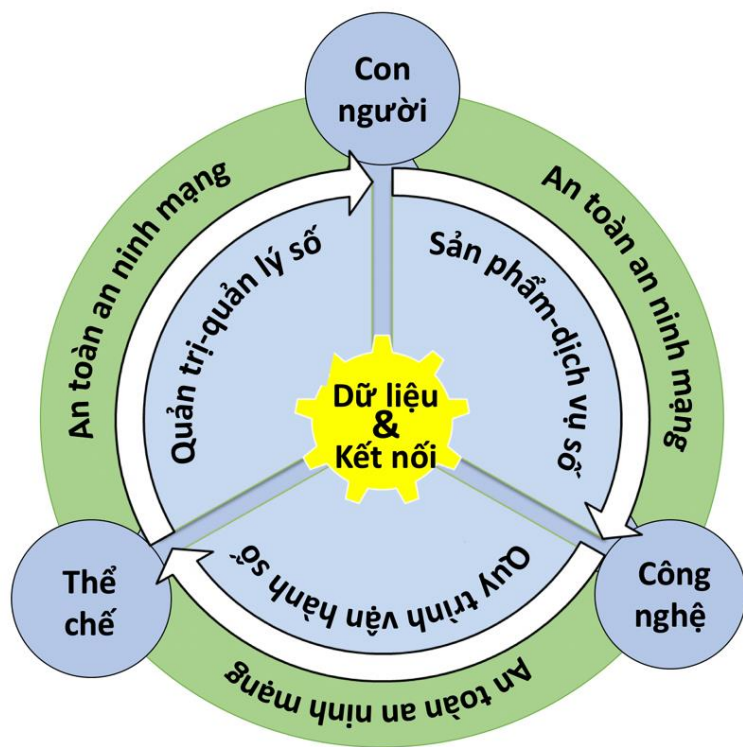 Con
người
An toàn an ninh mạng
An toàn an ninh mạng
Quản trị-quản lý số
Sản phẩm-dịch vụ số
Dữ liệu
&
Kết nối
Quy trình vận hành số
Thể
chế
Công
nghệ
An toàn an ninh mạng